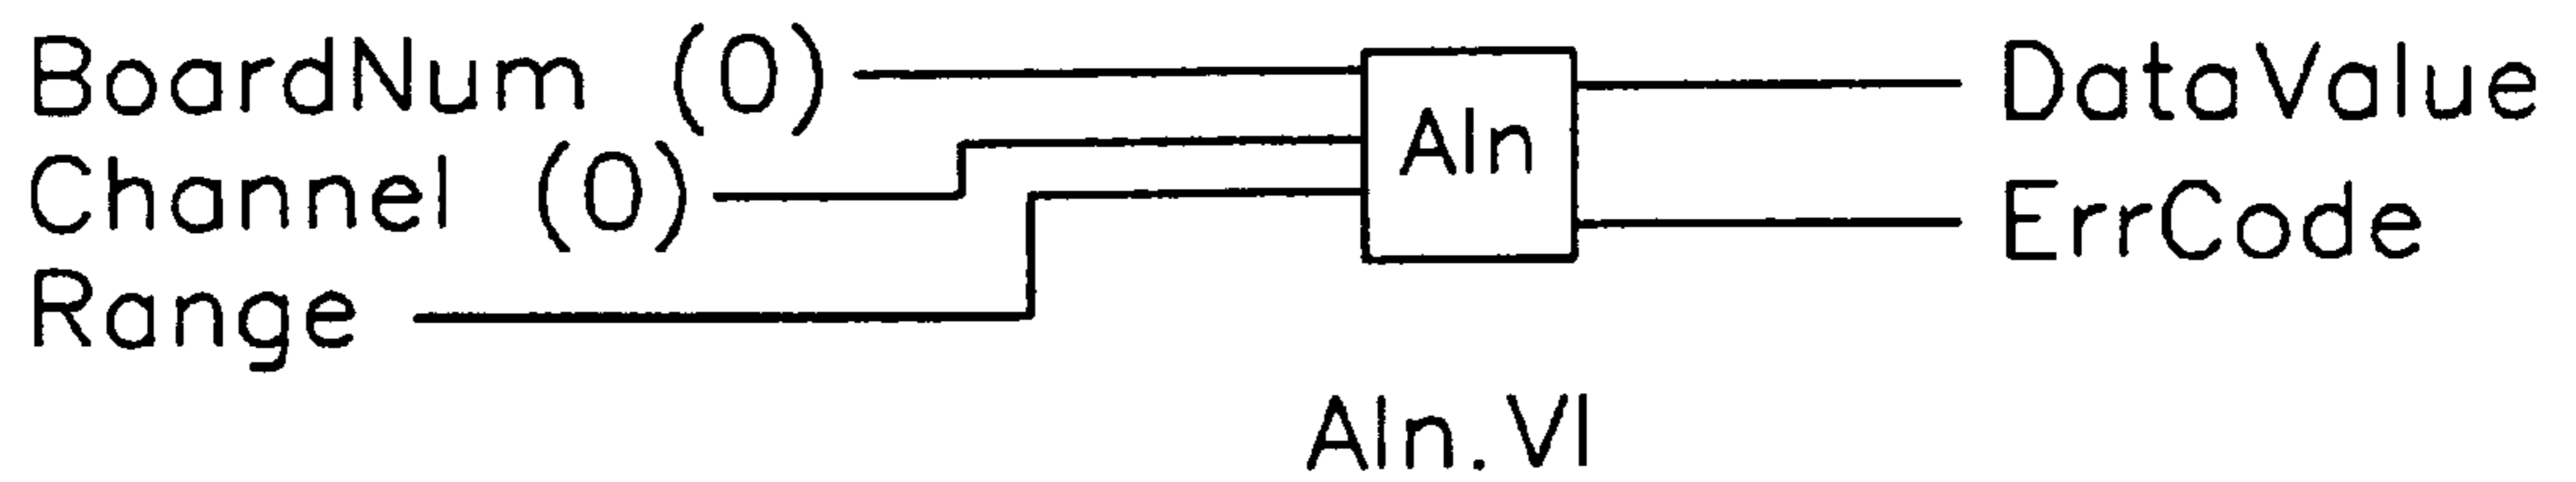 BoardNum (0)
Channel (0)
Range
AIn
DataValue
ErrCode
AIn.VI